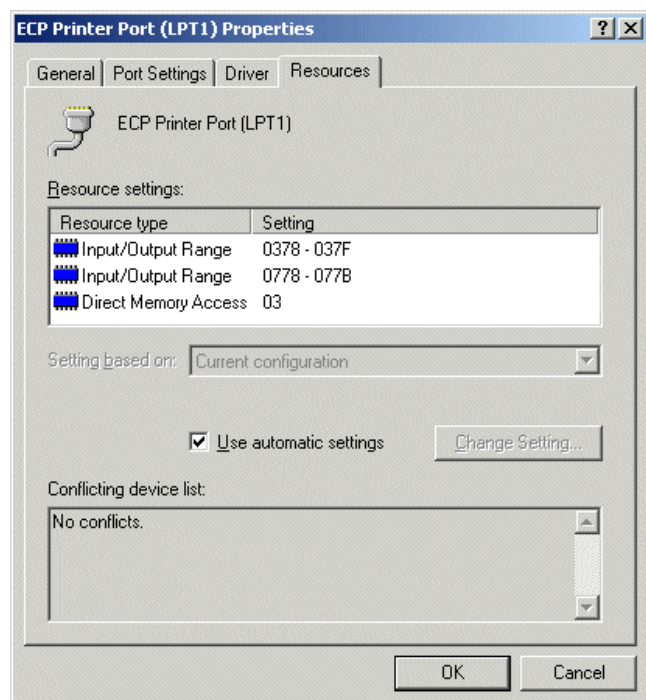 ECP Printer Port (LPT1) Properties
General Port Settings Driver Resources
ECP Printer Port (LPT1)
Resource settings:
Resource type Setting
Input/Output Range 0378 - 037F
Input/Output Range 0778 - 077B
Direct Memory Access 03
Setting based on: Current configuration
Use automatic settings Change Setting...
Conflicting device list:
No conflicts.
OK Cancel